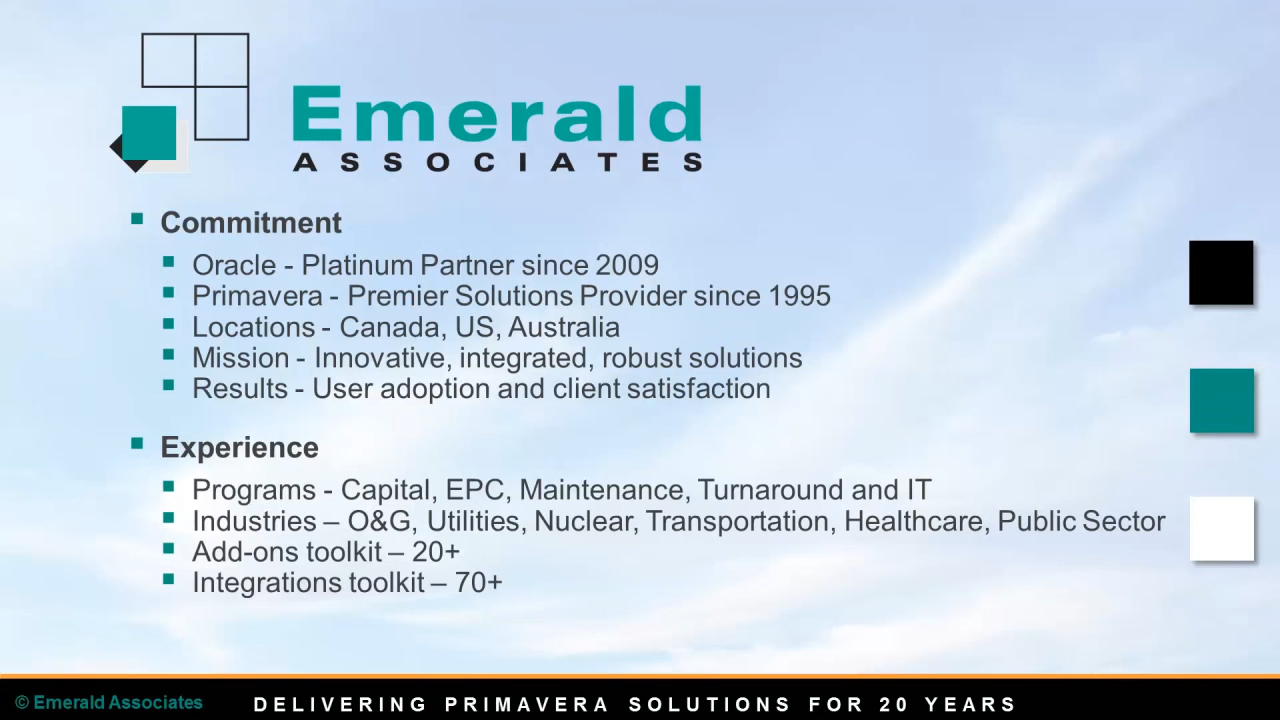 Emerald
ASSOCIATES
Commitment
Oracle - Platinum Partner since 2009
Primavera - Premier Solutions Provider since 1995
Locations - Canada, US, Australia
Mission - Innovative, integrated, robust solutions
Results - User adoption and client satisfaction
Experience
Programs - Capital, EPC, Maintenance, Turnaround and IT
Industries – O&G, Utilities, Nuclear, Transportation, Healthcare, Public Sector
Add-ons toolkit – 20+
Integrations toolkit – 70+
© Emerald Associates
DELIVERING PRIMAVERA SOLUTIONS FOR 20 YEARS